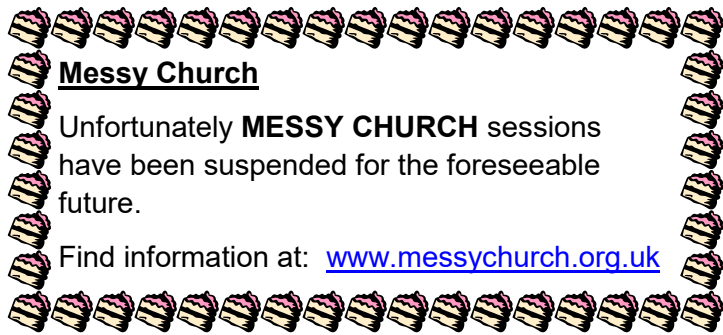 Messy Church
Unfortunately MESSY CHURCH sessions
have been suspended for the foreseeable
future.
Find information at: www.messychurch.org.uk